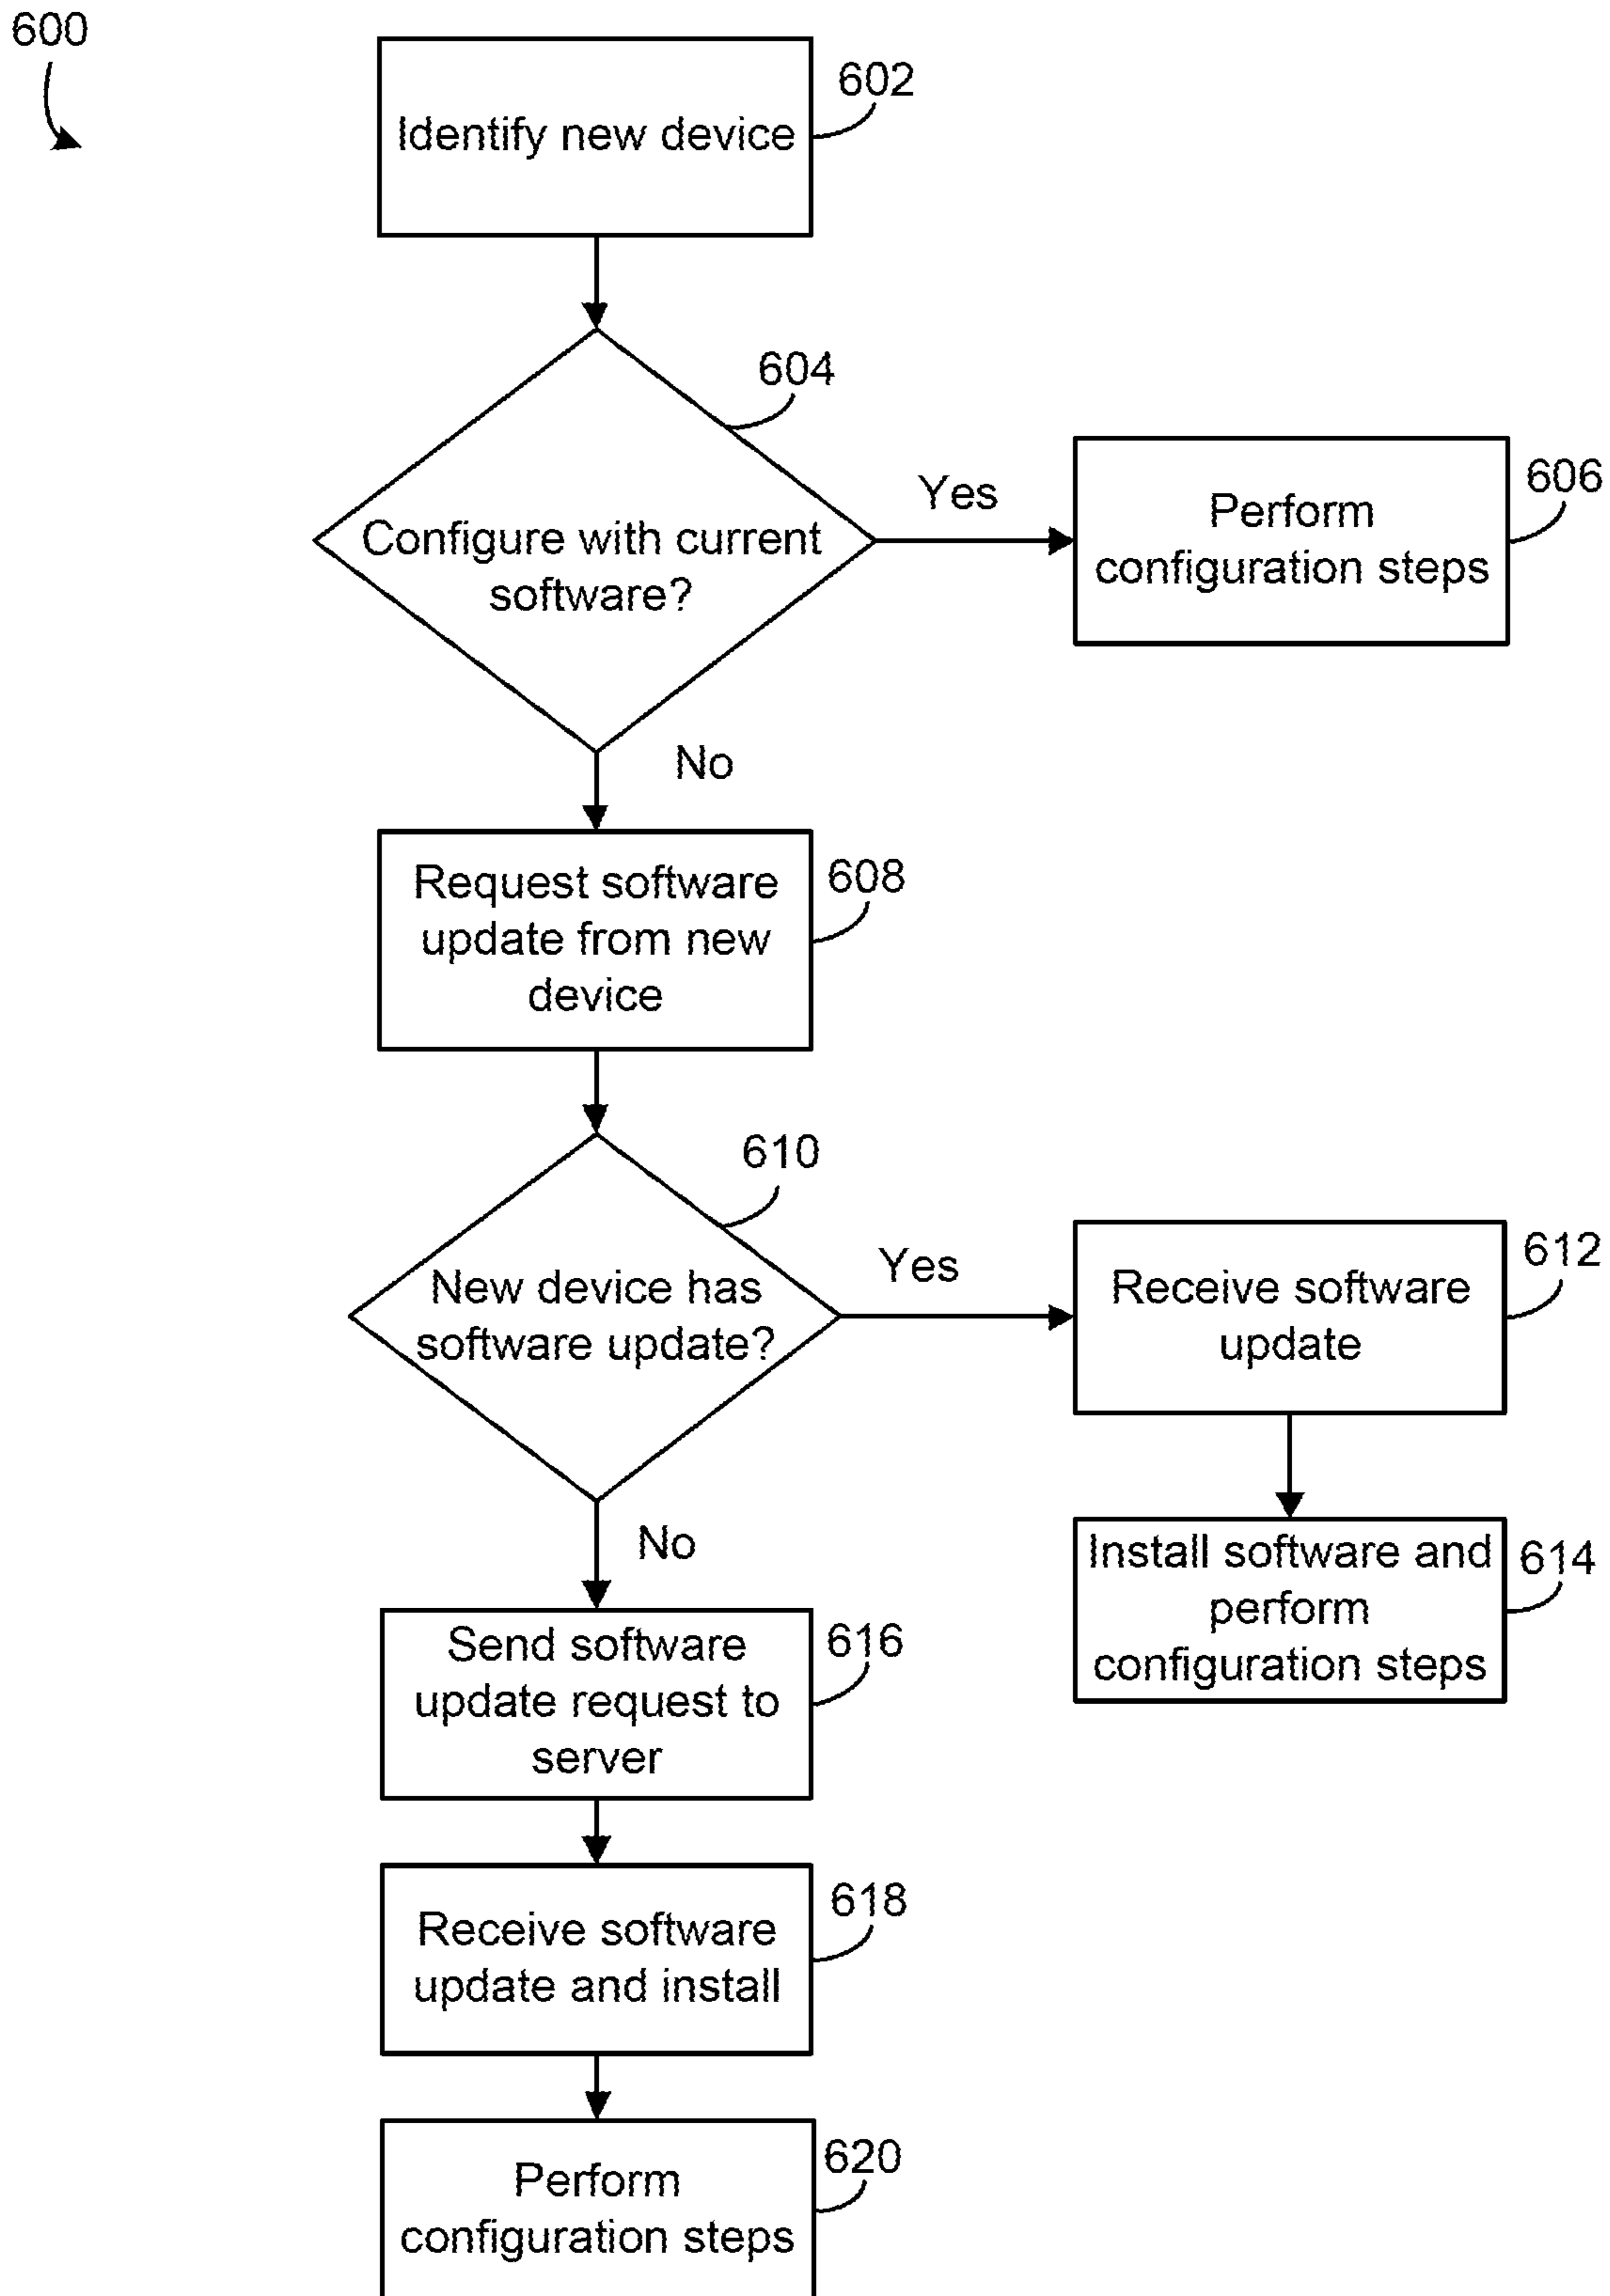 600
Identify new device
602
604
Configure with current
software?
Yes
Perform
configuration steps
606
No
Request software
update from new
device
608
610
New device has
software update?
Yes
Receive software
update
612
Install software and
perform
configuration steps
614
No
Send software
update request to
server
616
Receive software
update and install
618
Perform
configuration steps
620